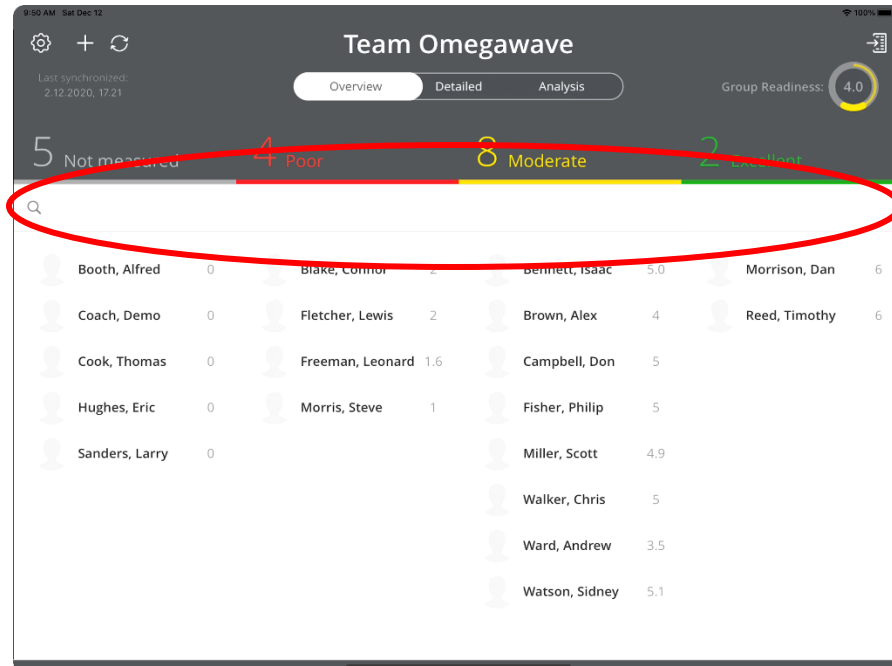 9:50 AM Sat Dec 12 100%
Team Omegawave
Last synchronized:
2.12.2020, 17.21
Overview Detailed Analysis
Group Readiness: 4.0
5 Not measured 4 Poor 8 Moderate 2 Excellent
Booth, Alfred 0 Blake, Connor 2 Bennett, Isaac 5.0 Morrison, Dan 6
Coach, Demo 0 Fletcher, Lewis 2 Brown, Alex 4 Reed, Timothy 6
Cook, Thomas 0 Freeman, Leonard 1.6 Campbell, Don 5
Hughes, Eric 0 Morris, Steve 1 Fisher, Philip 5
Sanders, Larry 0 Miller, Scott 4.9
Walker, Chris 5
Ward, Andrew 3.5
Watson, Sidney 5.1